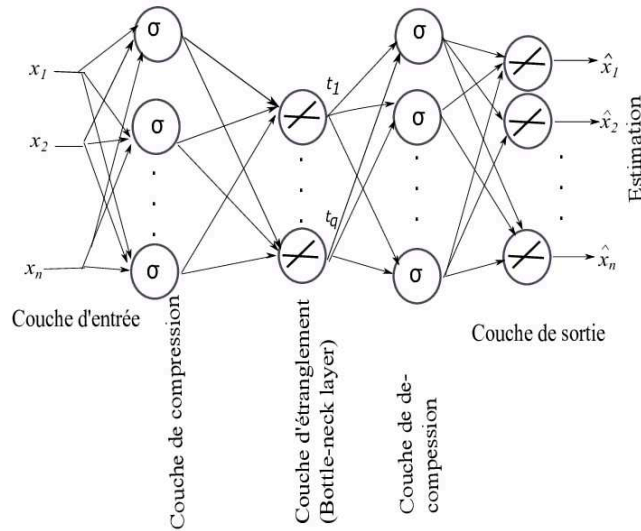 x1
x2
xn
σ
σ
σ
t1
tq
σ
σ
σ
x̂1
x̂2
x̂n
Estimation
Couche d'entrée
Couche de compression
Couche d'étranglement
(Bottle-neck layer)
Couche de de-
compession
Couche de sortie